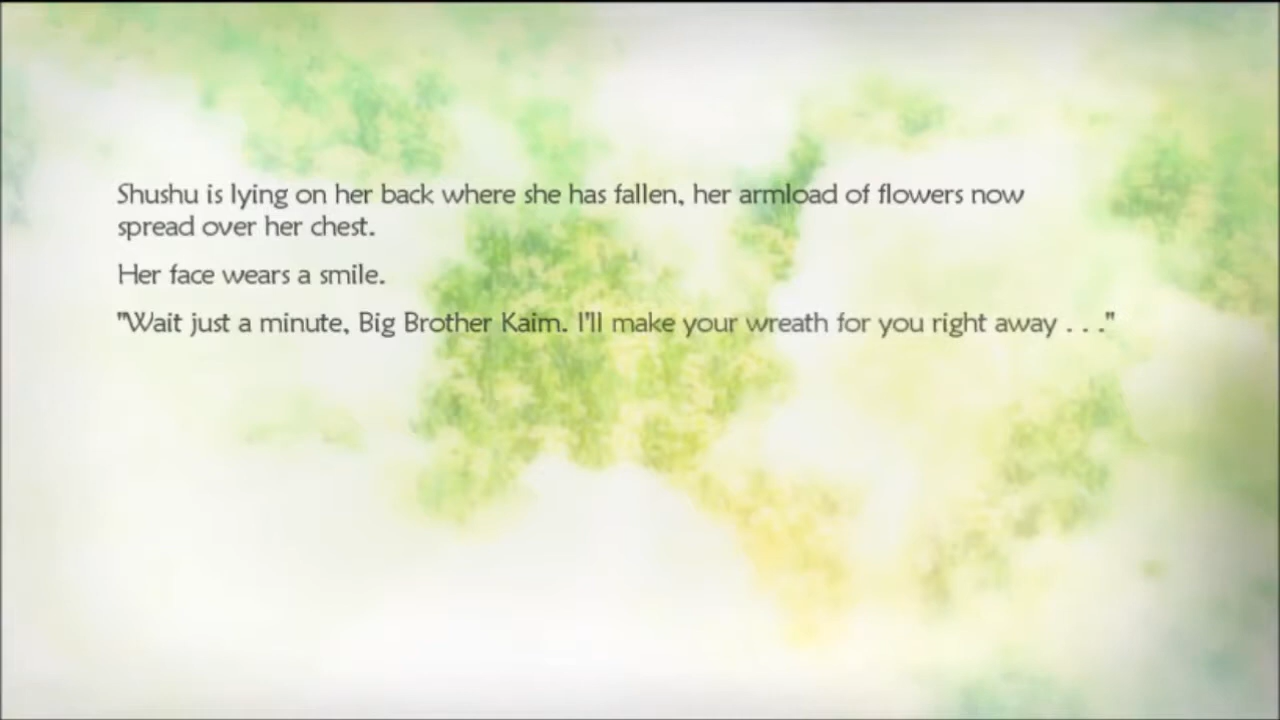 Shushu is lying on her back where she has fallen, her armload of flowers now
spread over her chest.
Her face wears a smile.
"Wait just a minute, Big Brother Kaim. I'll make your wreath for you right away . . ."